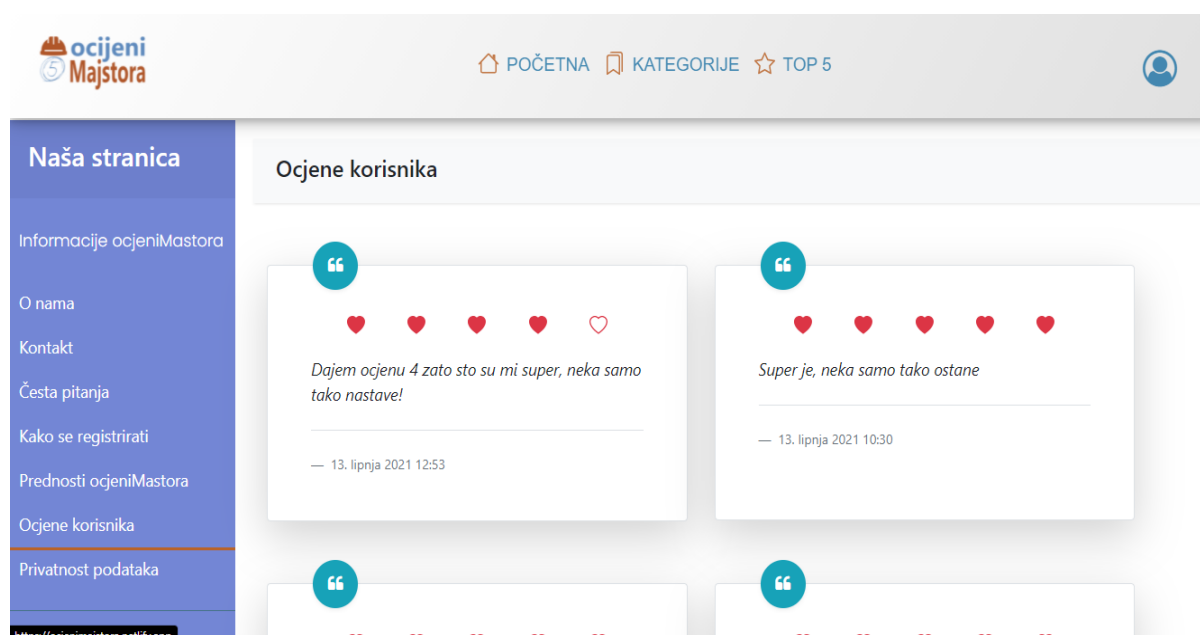 ocijeni
5 Majstora
POČETNA KATEGORIJE TOP 5
Naša stranica
Informacije ocjeniMastora
O nama
Kontakt
Česta pitanja
Kako se registrirati
Prednosti ocjeniMastora
Ocjene korisnika
Privatnost podataka
Ocjene korisnika
Dajem ocjenu 4 zato sto su mi super, neka samo
tako nastave!
— 13. lipnja 2021 12:53
Super je, neka samo tako ostane
— 13. lipnja 2021 10:30